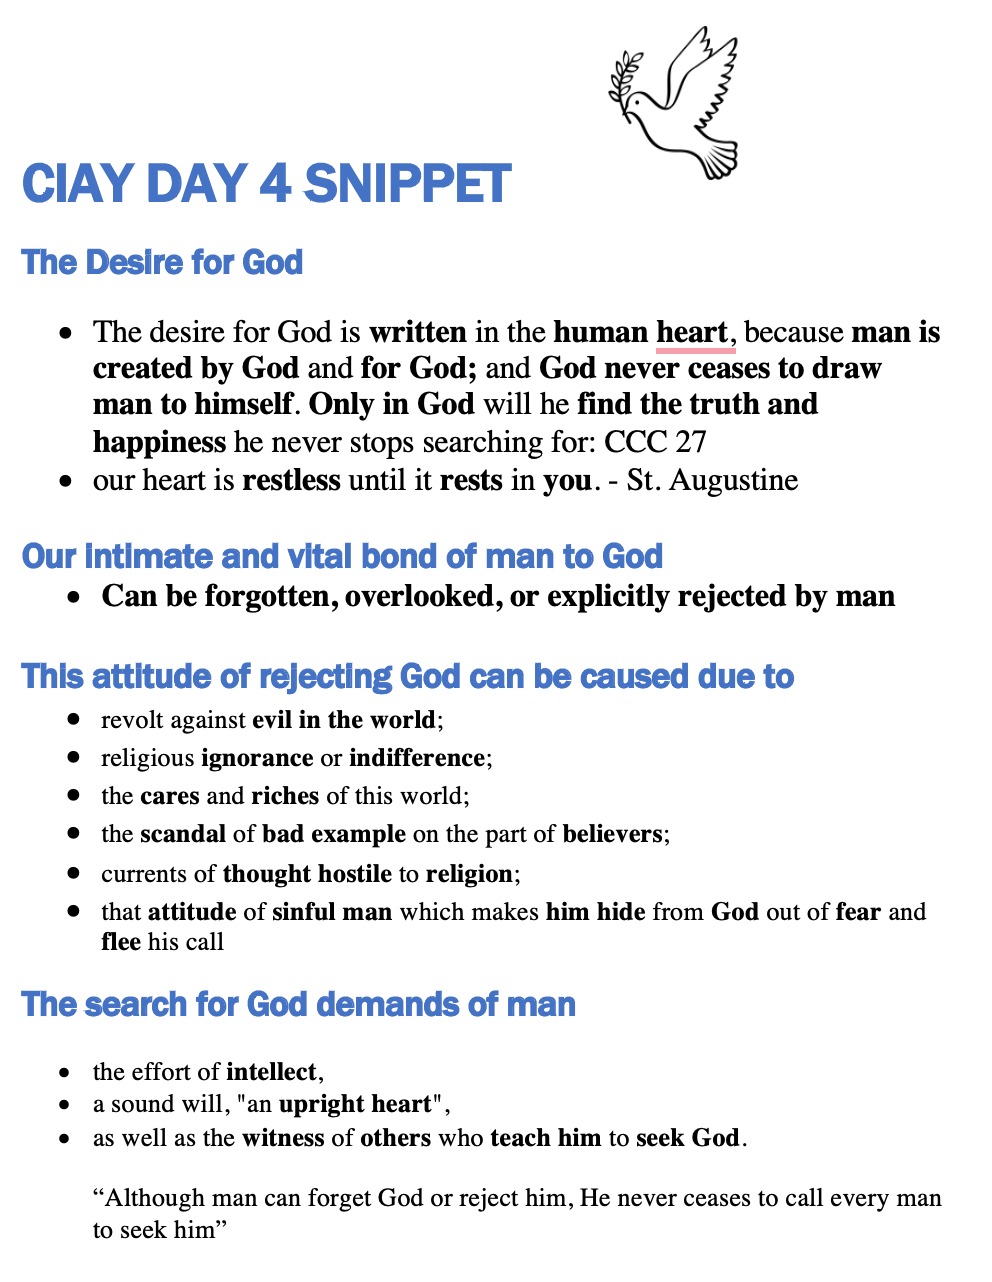 CIAY DAY 4 SNIPPET
The Desire for God
• The desire for God is written in the human heart, because man is
created by God and for God; and God never ceases to draw
man to himself. Only in God will he find the truth and
happiness he never stops searching for: CCC 27
• our heart is restless until it rests in you. - St. Augustine
Our intimate and vital bond of man to God
• Can be forgotten, overlooked, or explicitly rejected by man
This attitude of rejecting God can be caused due to
• revolt against evil in the world;
• religious ignorance or indifference;
• the cares and riches of this world;
• the scandal of bad example on the part of believers;
• currents of thought hostile to religion;
• that attitude of sinful man which makes him hide from God out of fear and
flee his call
The search for God demands of man
• the effort of intellect,
• a sound will, "an upright heart",
• as well as the witness of others who teach him to seek God.
“Although man can forget God or reject him, He never ceases to call every man
to seek him”